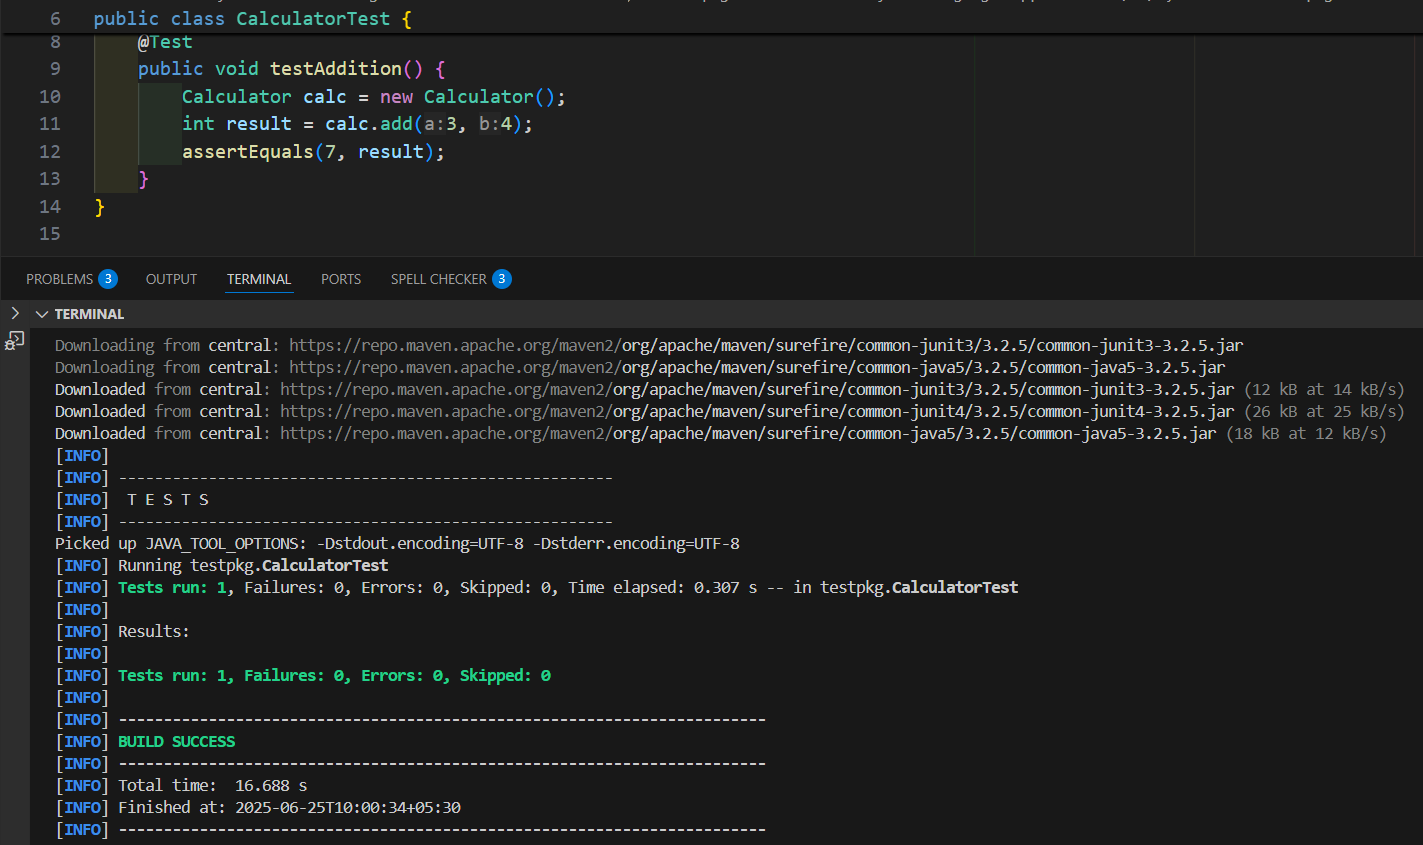 6 public class CalculatorTest {
8 @Test
9 public void testAddition() {
10 Calculator calc = new Calculator();
11 int result = calc.add(a:3, b:4);
12 assertEquals(7, result);
13 }
14 }
15
PROBLEMS 3 OUTPUT TERMINAL PORTS SPELL CHECKER 3
TERMINAL
Downloading from central: https://repo.maven.apache.org/maven2/org/apache/maven/surefire/common-junit3/3.2.5/common-junit3-3.2.5.jar
Downloading from central: https://repo.maven.apache.org/maven2/org/apache/maven/surefire/common-java5/3.2.5/common-java5-3.2.5.jar
Downloaded from central: https://repo.maven.apache.org/maven2/org/apache/maven/surefire/common-junit3/3.2.5/common-junit3-3.2.5.jar (12 kB at 14 kB/s)
Downloaded from central: https://repo.maven.apache.org/maven2/org/apache/maven/surefire/common-junit4/3.2.5/common-junit4-3.2.5.jar (26 kB at 25 kB/s)
Downloaded from central: https://repo.maven.apache.org/maven2/org/apache/maven/surefire/common-java5/3.2.5/common-java5-3.2.5.jar (18 kB at 12 kB/s)
[INFO]
[INFO] -------------------------------------------------------
[INFO]  T E S T S
[INFO] -------------------------------------------------------
Picked up JAVA_TOOL_OPTIONS: -Dstdout.encoding=UTF-8 -Dstderr.encoding=UTF-8
[INFO] Running testpkg.CalculatorTest
[INFO] Tests run: 1, Failures: 0, Errors: 0, Skipped: 0, Time elapsed: 0.307 s -- in testpkg.CalculatorTest
[INFO]
[INFO] Results:
[INFO]
[INFO] Tests run: 1, Failures: 0, Errors: 0, Skipped: 0
[INFO]
[INFO] ------------------------------------------------------------------------
[INFO] BUILD SUCCESS
[INFO] ------------------------------------------------------------------------
[INFO] Total time:  16.688 s
[INFO] Finished at: 2025-06-25T10:00:34+05:30
[INFO] ------------------------------------------------------------------------